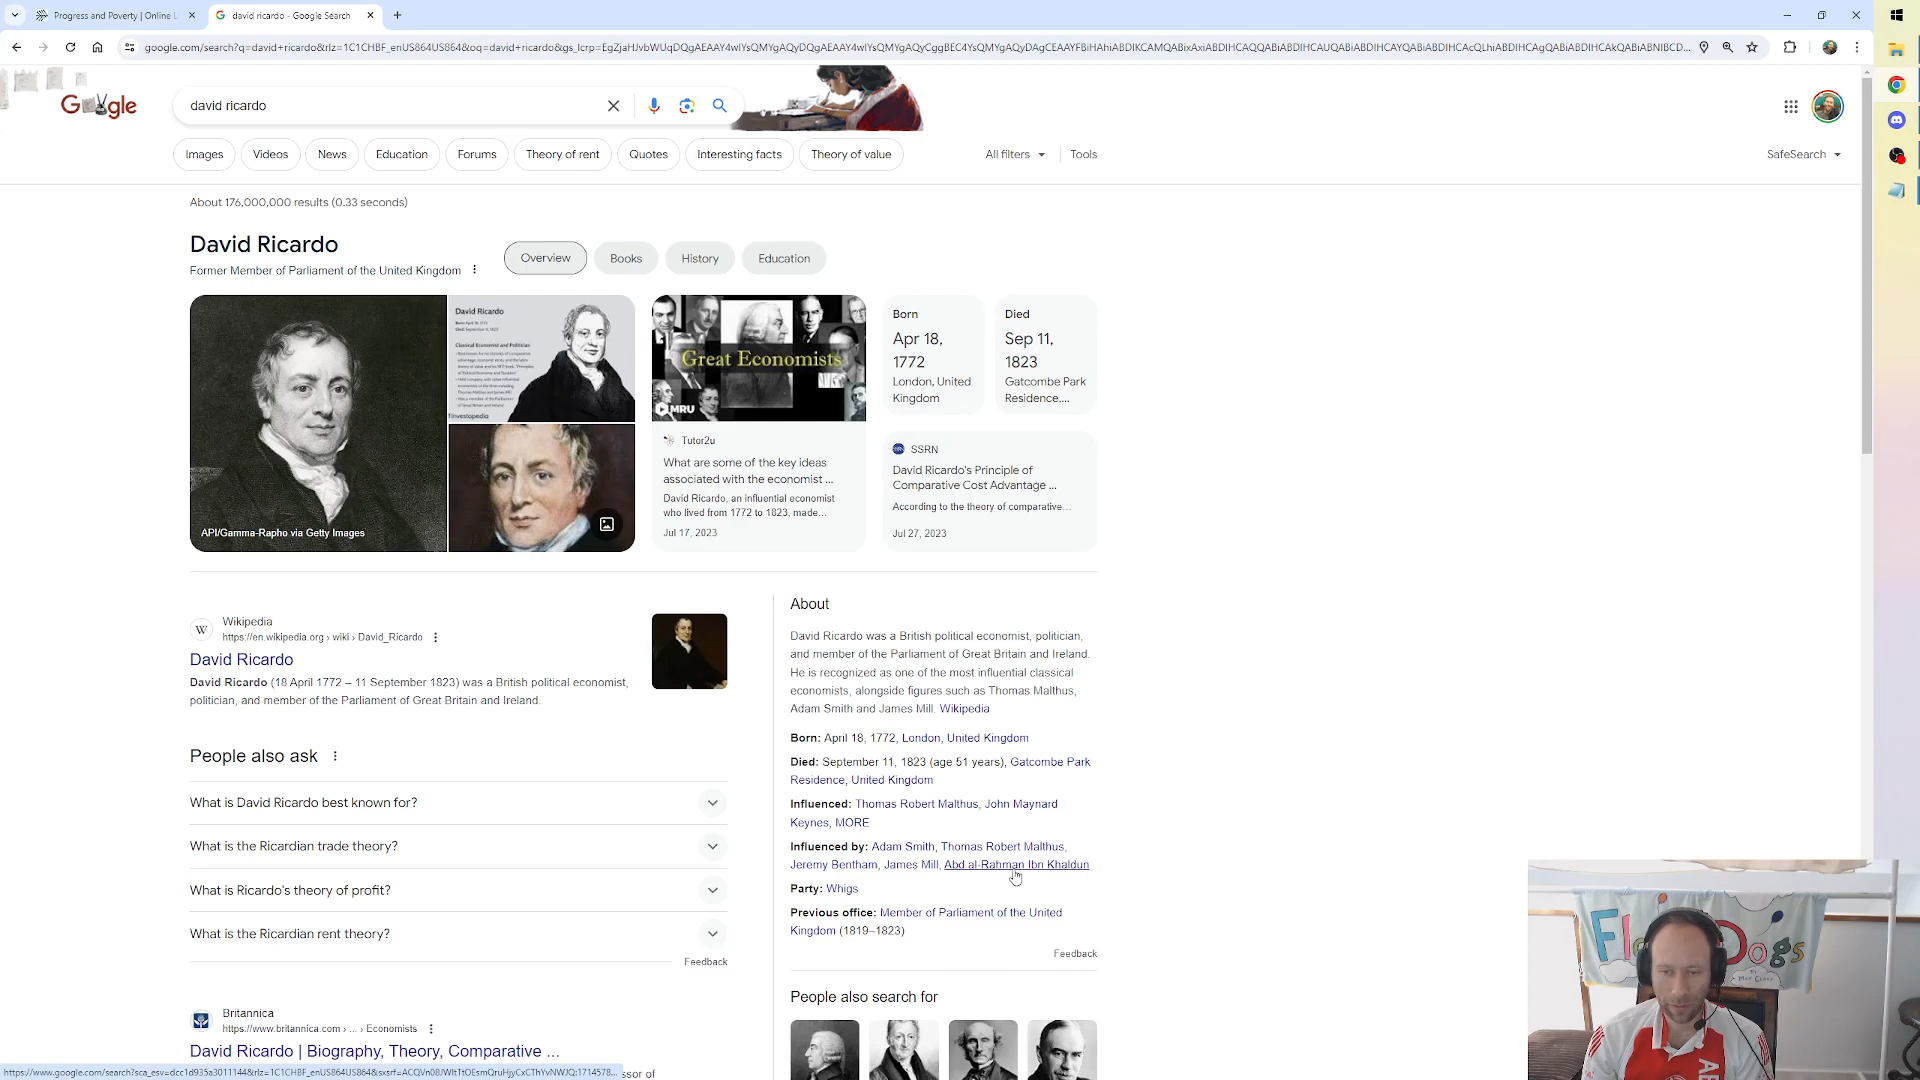 Progress and Poverty | Online L
david ricardo - Google Search
google.com/search?q=david+ricardo&rlz=1C1CHBF_enUS864US864&oq=david+ricardo&gs_lcrp=
Google
david ricardo
Images
Videos
News
Education
Forums
Theory of rent
Quotes
Interesting facts
Theory of value
All filters
Tools
SafeSearch
About 176,000,000 results (0.33 seconds)
David Ricardo
Former Member of Parliament of the United Kingdom
Overview
Books
History
Education
API/Gamma-Rapho via Getty Images
David Ricardo
Classical Economist and Politician
Investopedia
Great Economists
MRU
Tutor2u
What are some of the key ideas
associated with the economist ...
David Ricardo, an influential economist
who lived from 1772 to 1823, made...
Jul 17, 2023
Born
Apr 18,
1772
London, United
Kingdom
Died
Sep 11,
1823
Gatcombe Park
Residence,...
SSRN
David Ricardo's Principle of
Comparative Cost Advantage ...
According to the theory of comparative...
Jul 27, 2023
Wikipedia
https://en.wikipedia.org › wiki › David_Ricardo
David Ricardo
David Ricardo (18 April 1772 – 11 September 1823) was a British political economist,
politician, and member of the Parliament of Great Britain and Ireland.
People also ask
What is David Ricardo best known for?
What is the Ricardian trade theory?
What is Ricardo's theory of profit?
What is the Ricardian rent theory?
Feedback
Britannica
https://www.britannica.com › ... › Economists
David Ricardo | Biography, Theory, Comparative ...
ssor of
About
David Ricardo was a British political economist, politician,
and member of the Parliament of Great Britain and Ireland.
He is recognized as one of the most influential classical
economists, alongside figures such as Thomas Malthus,
Adam Smith and James Mill. Wikipedia
Born: April 18, 1772, London, United Kingdom
Died: September 11, 1823 (age 51 years), Gatcombe Park
Residence, United Kingdom
Influenced: Thomas Robert Malthus, John Maynard
Keynes, MORE
Influenced by: Adam Smith, Thomas Robert Malthus,
Jeremy Bentham, James Mill, Abd al-Rahman Ibn Khaldun
Party: Whigs
Previous office: Member of Parliament of the United
Kingdom (1819–1823)
Feedback
People also search for
Dogs